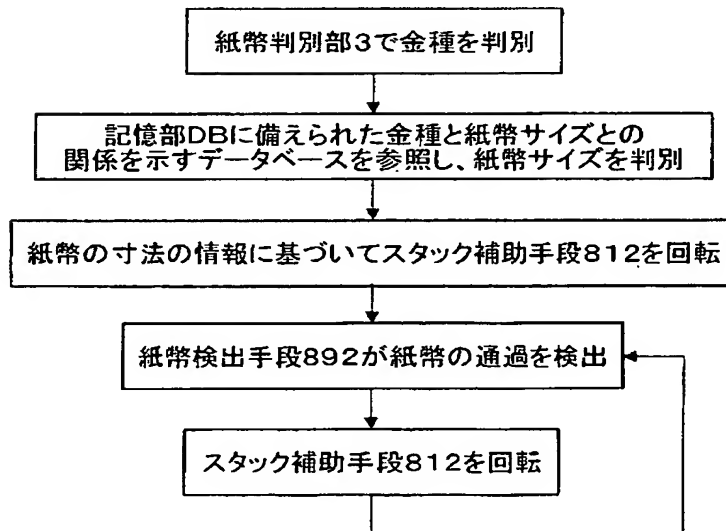 紙幣判別部3で金種を判別
記憶部DBに備えられた金種と紙幣サイズとの
関係を示すデータベースを参照し、紙幣サイズを判別
紙幣の寸法の情報に基づいてスタック補助手段812を回転
紙幣検出手段892が紙幣の通過を検出
スタック補助手段812を回転